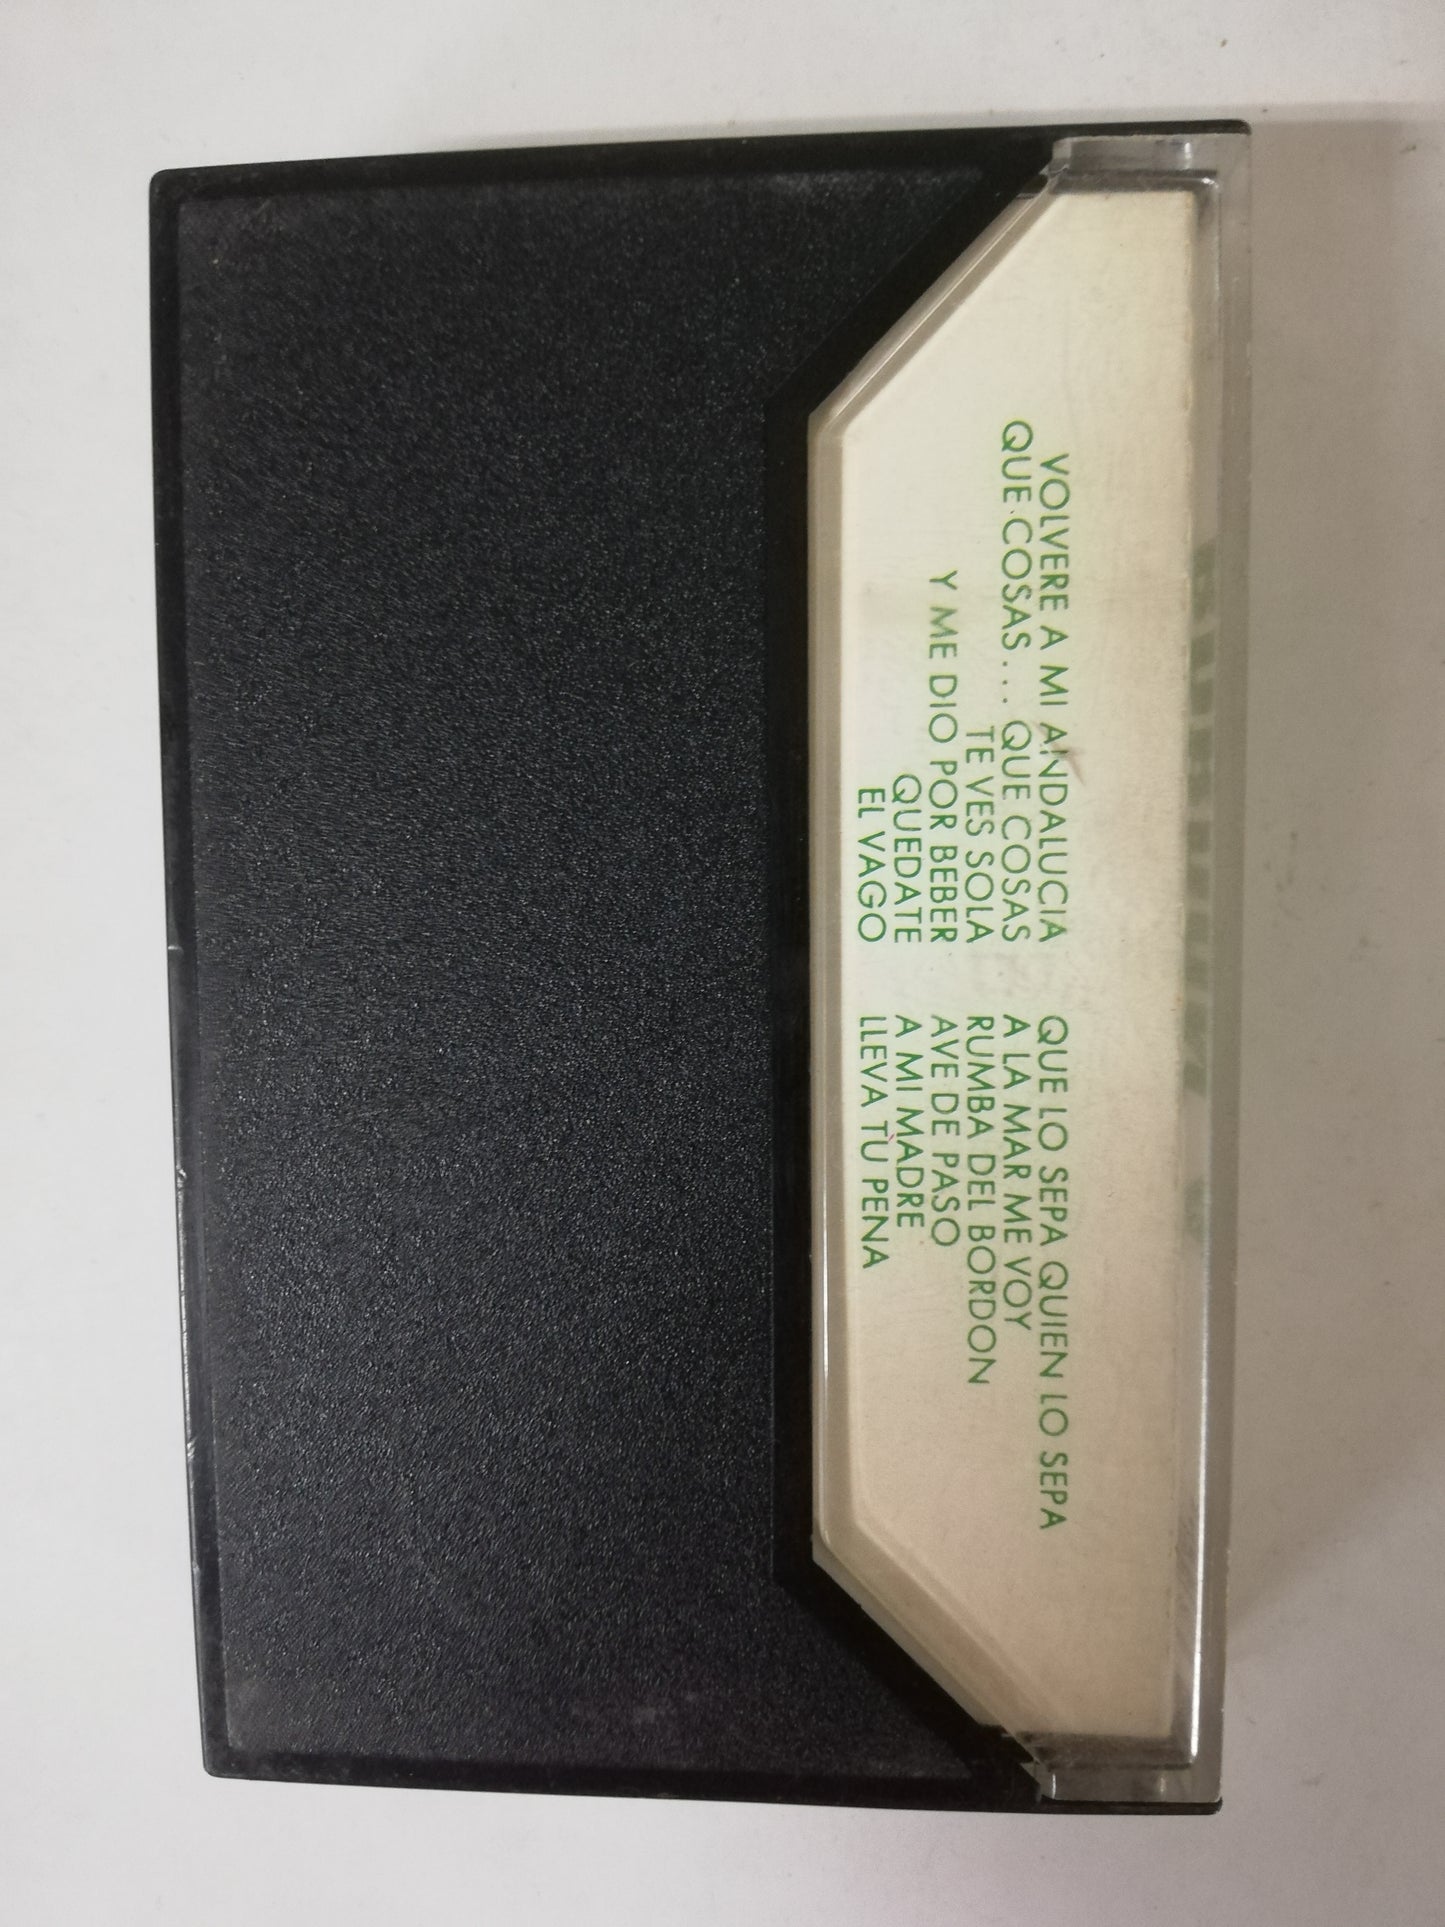 VOLVERE A MI ANDALUCIA
QUE COSAS... QUE COSAS
TE VES SOLA
Y ME DIO POR BEBER
QUEDATE
EL VAGO
QUE LO SEPA QUIEN LO SEPA
A LA MAR ME VOY
RUMBA DEL BORDON
AVE DE PASO
A MI MADRE
LLEVA TU PENA